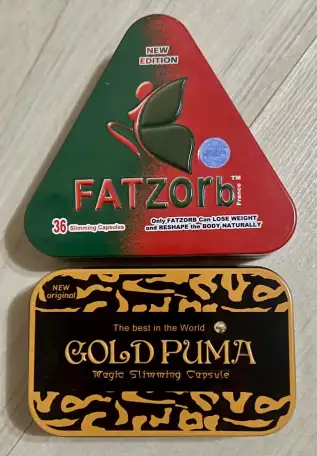 NEW
EDITION
FATZorb™
France
36 Slimming Capsules
Only FATZORB Can LOSE WEIGHT
and RESHAPE the BODY NATURALLY
NEW
original
The best in the World
GOLD PUMA
Magic Slimming Capsule